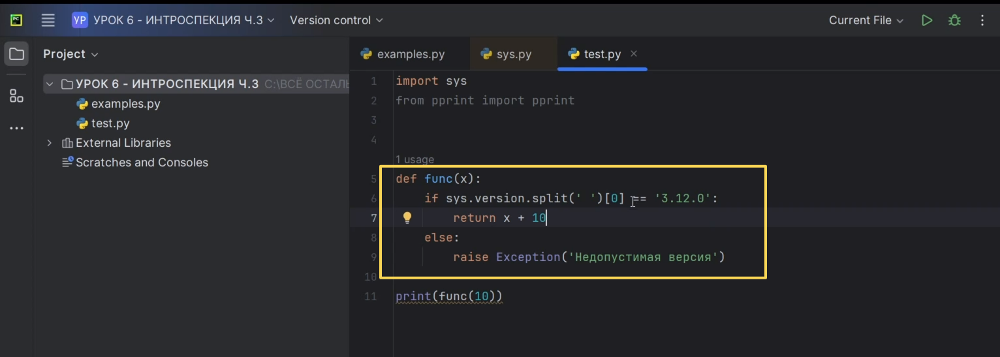 PC
УР УРОК 6 - ИНТРОСПЕКЦИЯ Ч.3 Version control Current File
Project
УРОК 6 - ИНТРОСПЕКЦИЯ Ч.3 C:\ВСЁ ОСТАЛЬ
examples.py
test.py
External Libraries
Scratches and Consoles
examples.py sys.py test.py
1 import sys
2 from pprint import pprint
3
4
1 usage
5 def func(x):
6 if sys.version.split(' ')[0] == '3.12.0':
7 return x + 10
8 else:
9 raise Exception('Недопустимая версия')
10
11 print(func(10))